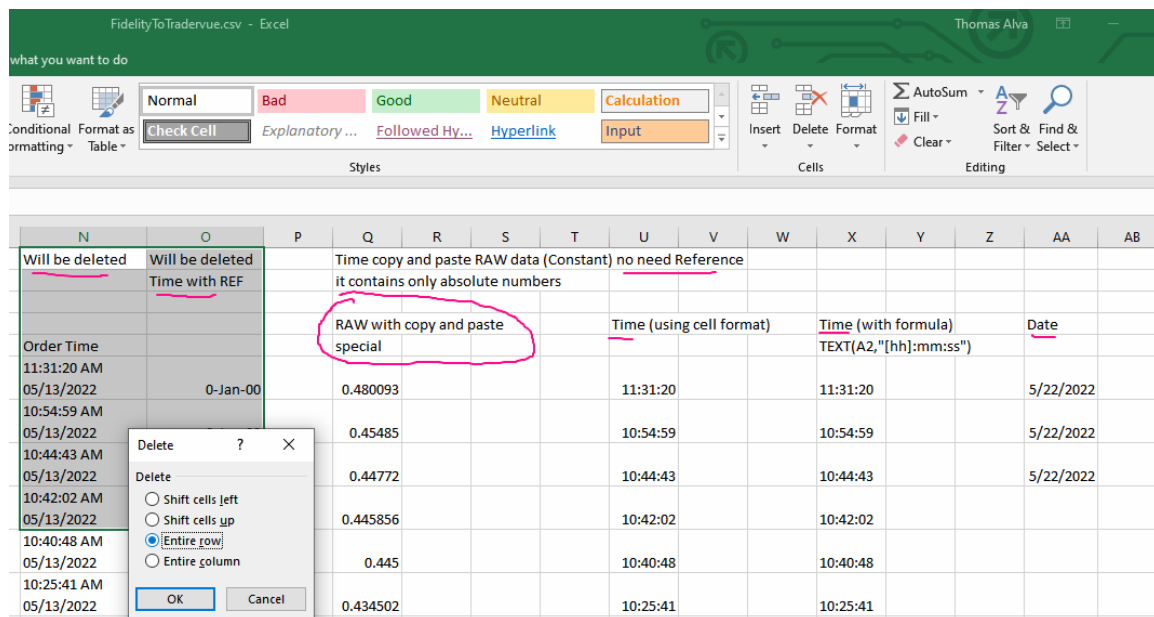 FidelityToTradervue.csv - Excel
Thomas Alva
what you want to do
Normal Bad Good Neutral Calculation
Check Cell Explanatory ... Followed Hy... Hyperlink Input
Conditional Format as
ormatting Table
Styles
Insert Delete Format
Cells
AutoSum
Fill
Clear
Sort & Find &
Filter Select
Editing
N O P Q R S T U V W X Y Z AA AB
Will be deleted Will be deleted Time copy and paste RAW data (Constant) no need Reference
Time with REF it contains only absolute numbers
RAW with copy and paste Time (using cell format) Time (with formula) Date
Order Time special TEXT(A2,"[hh]:mm:ss")
11:31:20 AM
05/13/2022 0-Jan-00 0.480093 11:31:20 11:31:20 5/22/2022
10:54:59 AM
05/13/2022 0.45485 10:54:59 10:54:59 5/22/2022
10:44:43 AM
05/13/2022 0.44772 10:44:43 10:44:43 5/22/2022
10:42:02 AM
05/13/2022 0.445856 10:42:02 10:42:02
10:40:48 AM
05/13/2022 0.445 10:40:48 10:40:48
10:25:41 AM
05/13/2022 0.434502 10:25:41 10:25:41
Delete ? X
Delete
Shift cells left
Shift cells up
Entire row
Entire column
OK Cancel